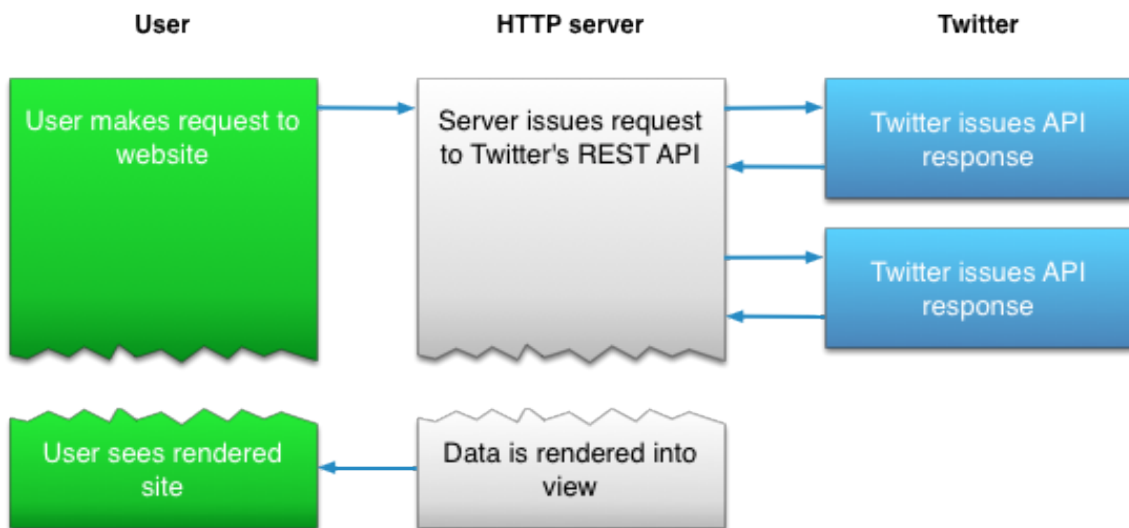 User
HTTP server
Twitter
User makes request to
website
Server issues request
to Twitter's REST API
Twitter issues API
response
Twitter issues API
response
User sees rendered
site
Data is rendered into
view